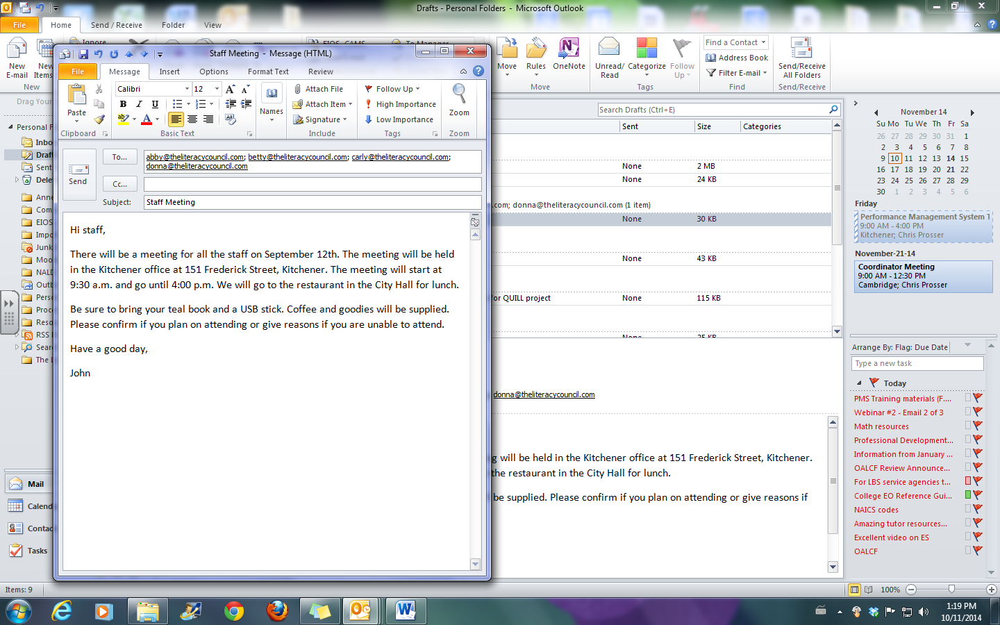 Drafts - Personal Folders - Microsoft Outlook
File Home Send / Receive Folder View
New E-mail
New Items
New
Ignore
EIOS, CAMS
To Manager
Move Rules OneNote
Move
Unread/ Read Categorize Follow Up
Tags
Find a Contact
Address Book
Filter E-mail
Find
Send/Receive All Folders
Send/Receive
Staff Meeting - Message (HTML)
File Message Insert Options Format Text Review
Paste
Clipboard
Calibri 12
B I U
Basic Text
Names
Attach File
Attach Item
Signature
Include
Follow Up
High Importance
Low Importance
Tags
Zoom
Zoom
Send
To... abby@theliteracycouncil.com; betty@theliteracycouncil.com; carly@theliteracycouncil.com;
donna@theliteracycouncil.com
Cc...
Subject: Staff Meeting
Hi staff,
There will be a meeting for all the staff on September 12th. The meeting will be held
in the Kitchener office at 151 Frederick Street, Kitchener. The meeting will start at
9:30 a.m. and go until 4:00 p.m. We will go to the restaurant in the City Hall for lunch.
Be sure to bring your teal book and a USB stick. Coffee and goodies will be supplied.
Please confirm if you plan on attending or give reasons if you are unable to attend.
Have a good day,
John
Drag Your
Personal F
Inbo
Draft
Sent
Dele
Anne
Com
EIOS
Impo
Junk
Moo
NALD
Outb
Perso
Proce
Reso
RSS
Sear
The L
Mail
Calend
Contac
Tasks
Search Drafts (Ctrl+E)
Sent Size Categories
None 2 MB
None 24 KB
.com; donna@theliteracycouncil.com (1 item)
None 30 KB
None 43 KB
for QUILL project None 115 KB
None 25 KB
donna@theliteracycouncil.com
g will be held in the Kitchener office at 151 Frederick Street, Kitchener.
the restaurant in the City Hall for lunch.
be supplied. Please confirm if you plan on attending or give reasons if
November 14
Su Mo Tu We Th Fr Sa
26 27 28 29 30 31 1
2 3 4 5 6 7 8
9 10 11 12 13 14 15
16 17 18 19 20 21 22
23 24 25 26 27 28 29
30 1 2 3 4 5 6
Friday
Performance Management System T
9:00 AM - 4:00 PM
Kitchener; Chris Prosser
November-21-14
Coordinator Meeting
9:00 AM - 12:30 PM
Cambridge; Chris Prosser
Arrange By: Flag: Due Date
Type a new task
Today
PMS Training materials (F....
Webinar #2 - Email 2 of 3
Math resources
Professional Development...
Information from January ...
OALCF Review Announce...
For LBS service agencies t...
College EO Reference Gui...
NAICS codes
Amazing tutor resources...
Excellent video on ES
OALCF
Items: 9
100%
1:19 PM
10/11/2014